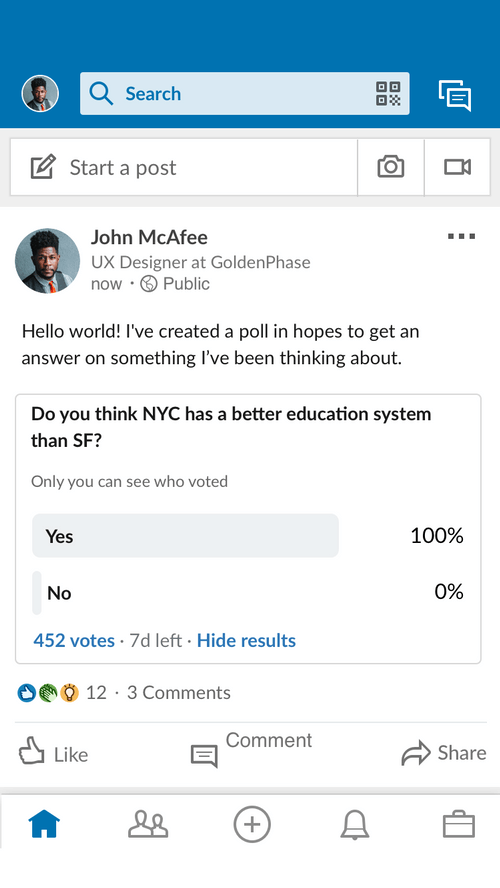 Search
Start a post
John McAfee
UX Designer at GoldenPhase
now · Public
Hello world! I've created a poll in hopes to get an
answer on something I’ve been thinking about.
Do you think NYC has a better education system
than SF?
Only you can see who voted
Yes 100%
No 0%
452 votes · 7d left · Hide results
12 · 3 Comments
Like Comment Share